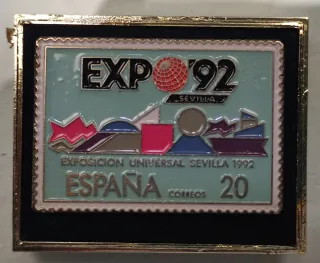 EXPO '92
SEVILLA
EXPOSICION UNIVERSAL SEVILLA 1992
ESPAÑA CORREOS 20